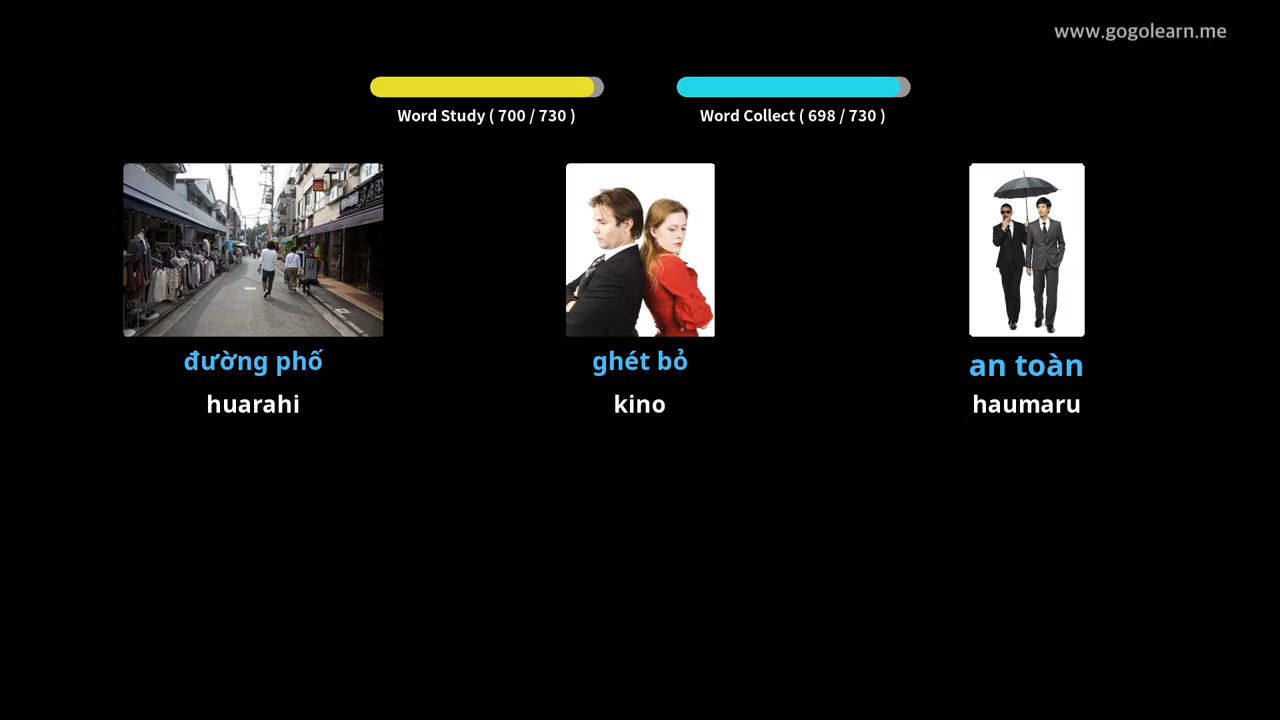 www.gogolearn.me
Word Study ( 700 / 730 )
Word Collect ( 698 / 730 )
đường phố
ghét bỏ
an toàn
huarahi
kino
haumaru